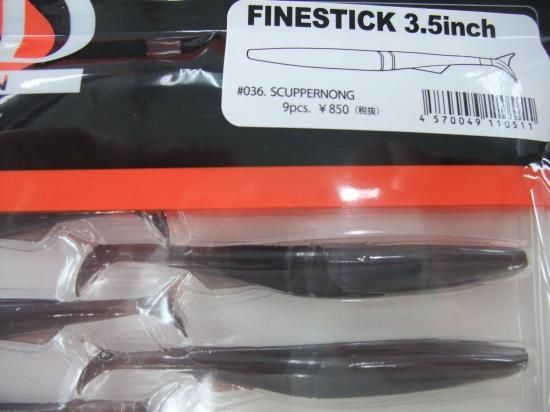 FINESTICK 3.5inch
#036. SCUPPERNONG
9pcs. ￥850（税抜）
4 570049 110511